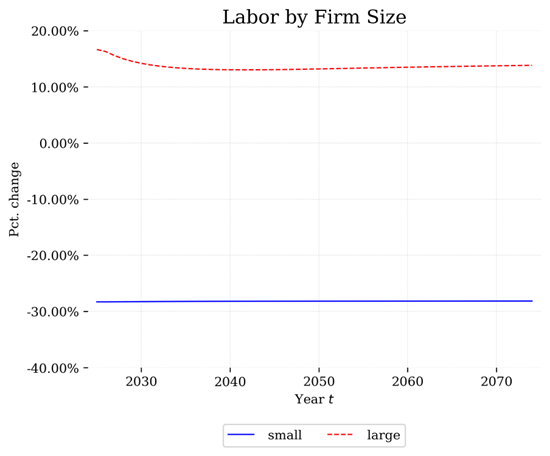 Labor by Firm Size
20.00%
10.00%
0.00%
-10.00%
-20.00%
-30.00%
-40.00%
Pct. change
2030 2040 2050 2060 2070
Year t
small large